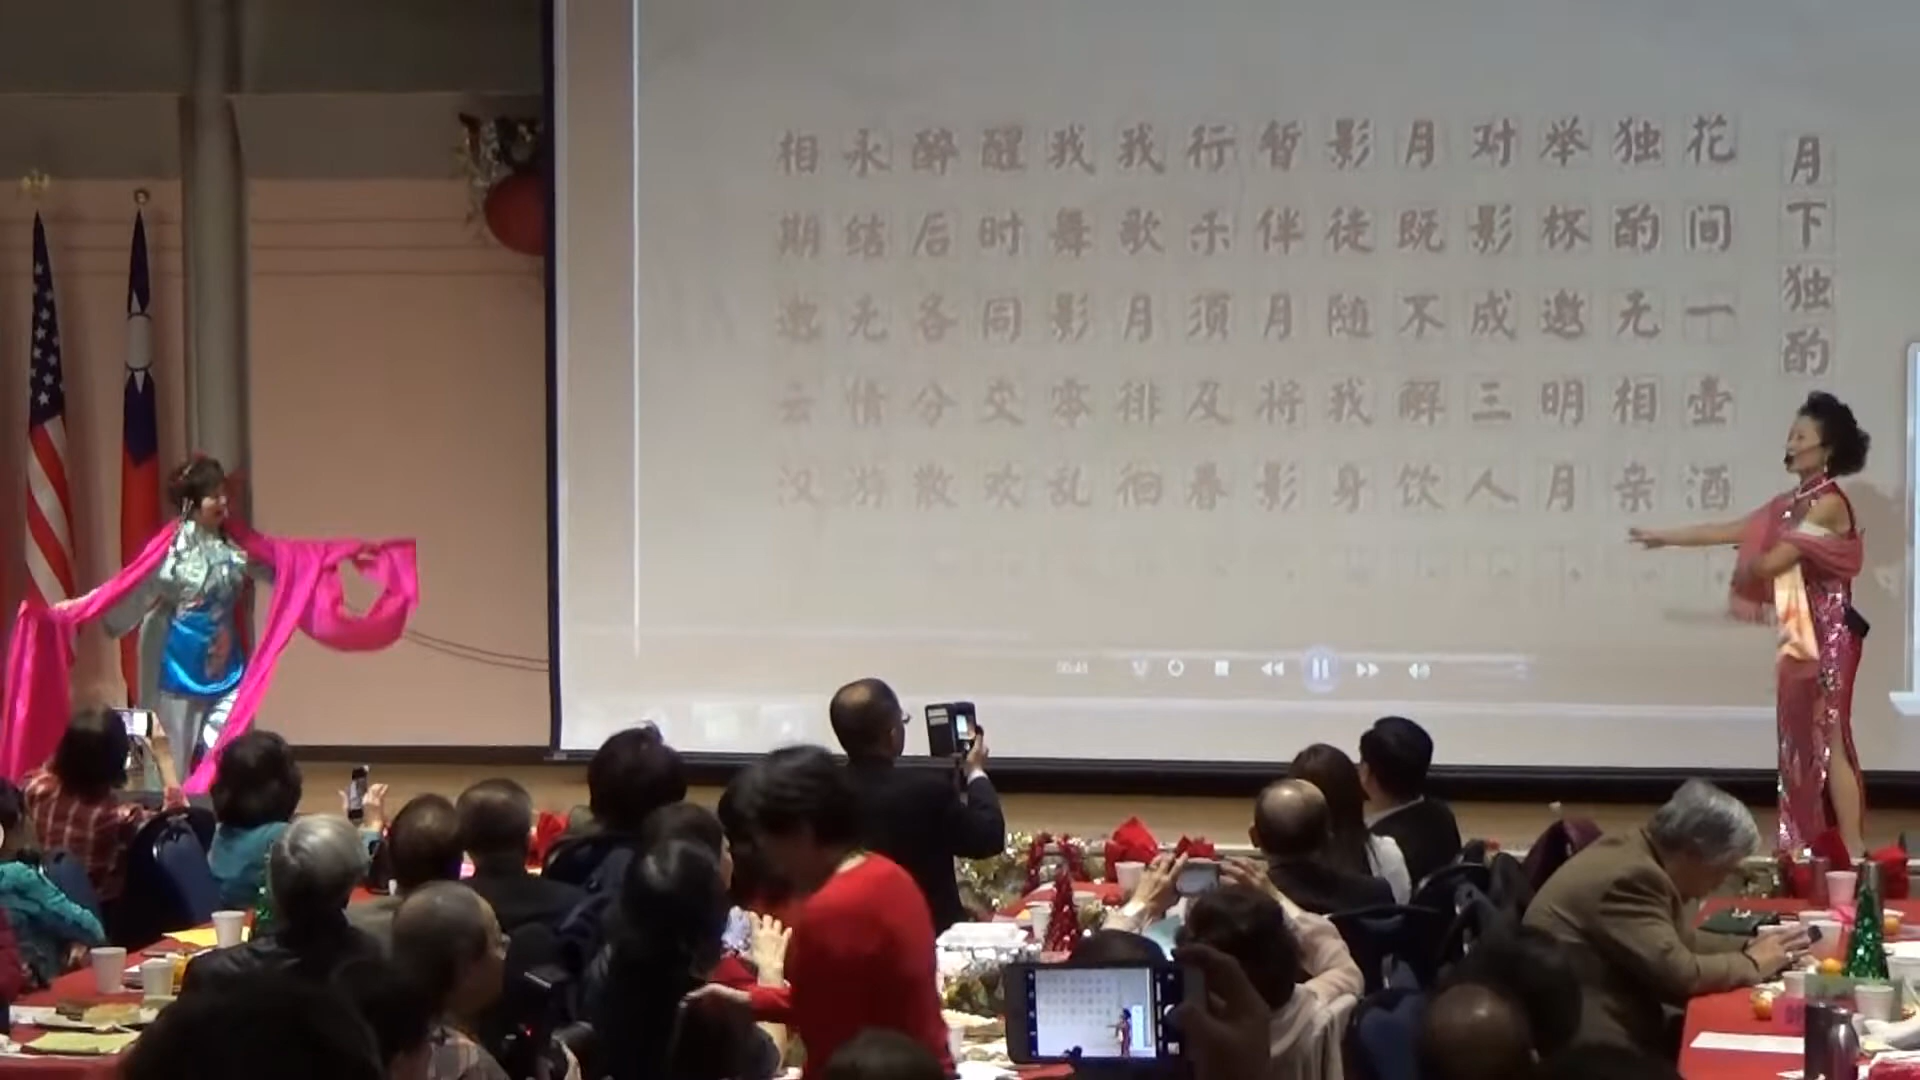 月下独酌
花间一壶酒
独酌无相亲
举杯邀明月
对影成三人
月既不解饮
影徒随我身
暂伴月将影
行乐须及春
我歌月徘徊
我舞影零乱
醒时同交欢
醉后各分散
永结无情游
相期邀云汉